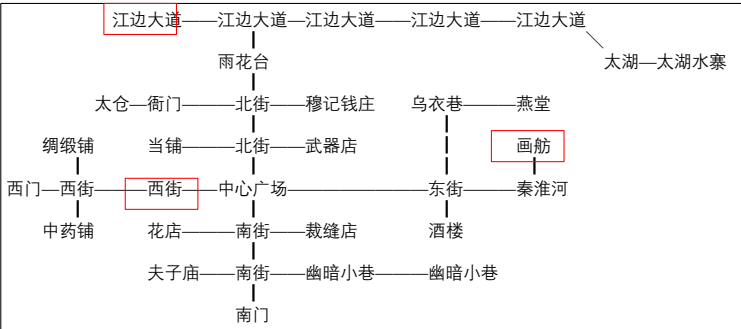 江边大道——江边大道——江边大道——江边大道——江边大道
雨花台
太湖—太湖水寨
太仓—衙门———北街——穆记钱庄 乌衣巷———燕堂
绸缎铺 当铺———北街——武器店 画舫
西门—西街———西街——中心广场————————东街———秦淮河
中药铺 花店———南街——裁缝店 酒楼
夫子庙——南街——幽暗小巷———幽暗小巷
南门